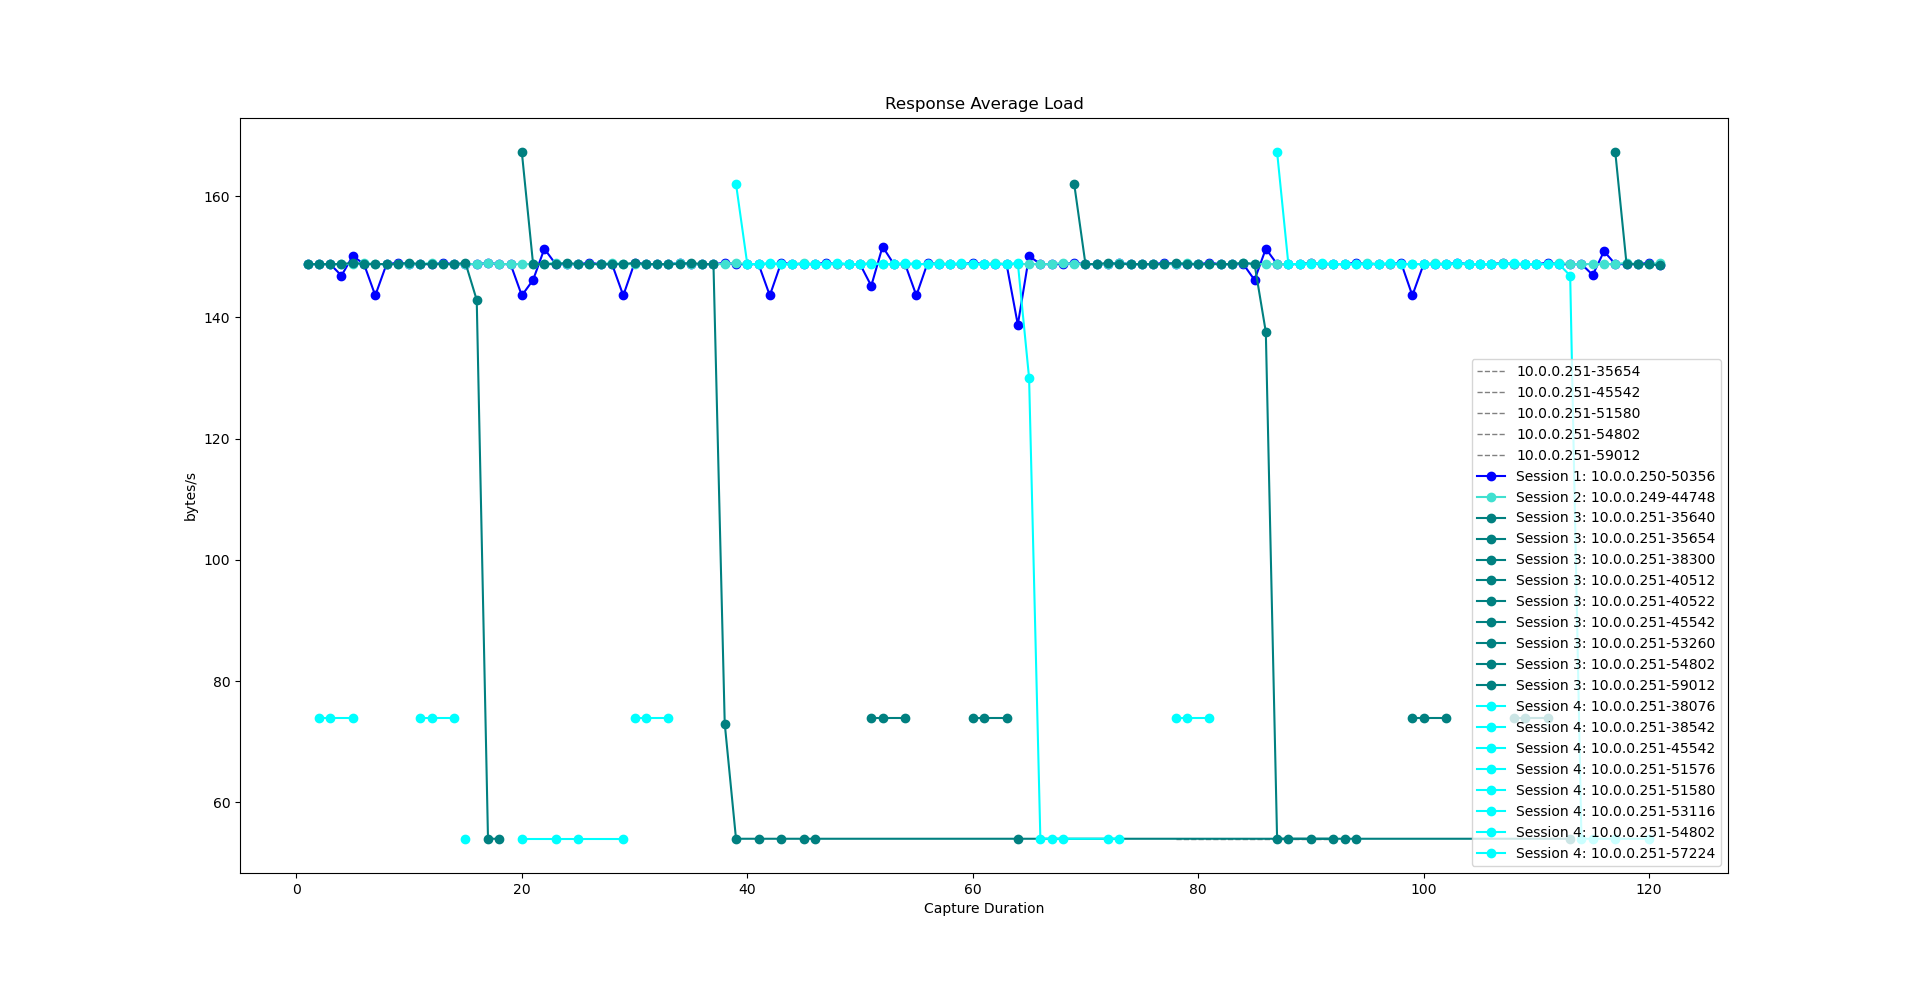 Response Average Load
160
140
120
100
80
60
bytes/s
0 20 40 60 80 100 120
Capture Duration
10.0.0.251-35654
10.0.0.251-45542
10.0.0.251-51580
10.0.0.251-54802
10.0.0.251-59012
Session 1: 10.0.0.250-50356
Session 2: 10.0.0.249-44748
Session 3: 10.0.0.251-35640
Session 3: 10.0.0.251-35654
Session 3: 10.0.0.251-38300
Session 3: 10.0.0.251-40512
Session 3: 10.0.0.251-40522
Session 3: 10.0.0.251-45542
Session 3: 10.0.0.251-53260
Session 3: 10.0.0.251-54802
Session 3: 10.0.0.251-59012
Session 4: 10.0.0.251-38076
Session 4: 10.0.0.251-38542
Session 4: 10.0.0.251-45542
Session 4: 10.0.0.251-51576
Session 4: 10.0.0.251-51580
Session 4: 10.0.0.251-53116
Session 4: 10.0.0.251-54802
Session 4: 10.0.0.251-57224